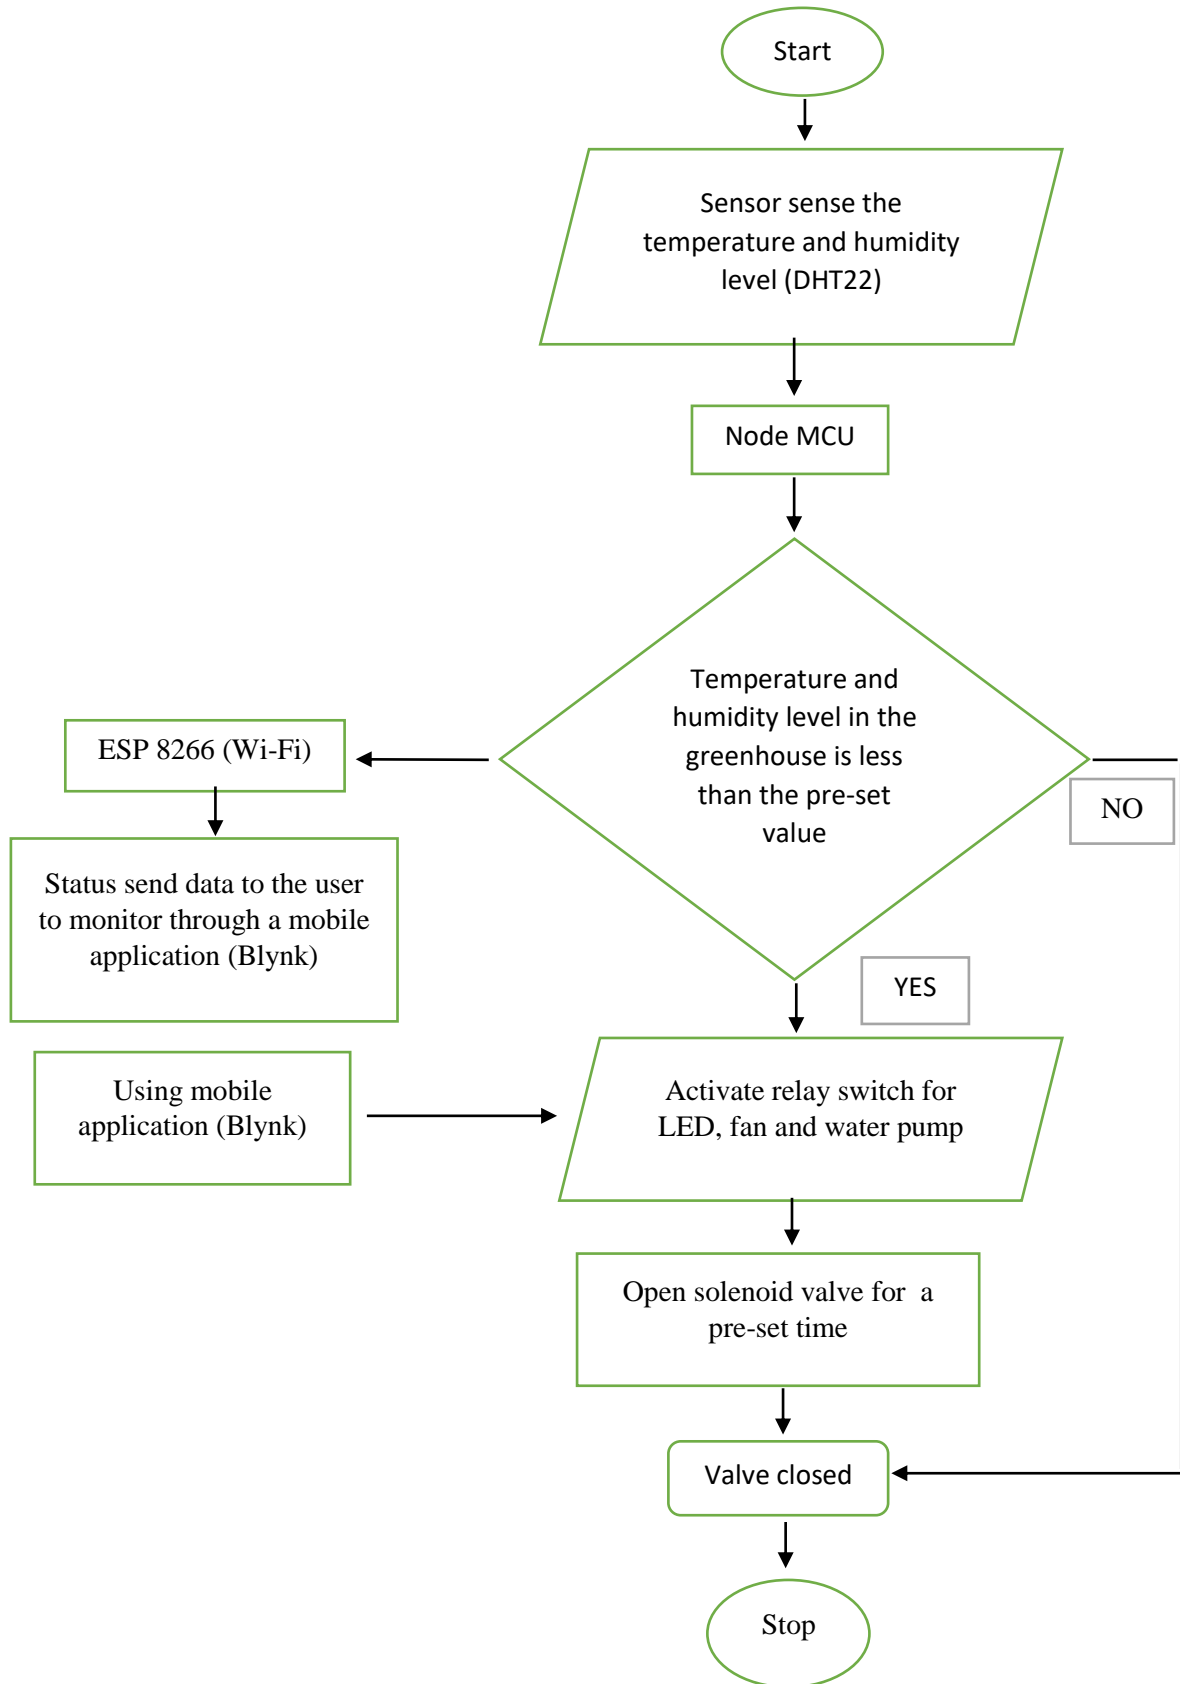 Start
Sensor sense the
temperature and humidity
level (DHT22)
Node MCU
Temperature and
humidity level in the
greenhouse is less
than the pre-set
value
ESP 8266 (Wi-Fi)
NO
Status send data to the user
to monitor through a mobile
application (Blynk)
YES
Using mobile
application (Blynk)
Activate relay switch for
LED, fan and water pump
Open solenoid valve for  a
pre-set time
Valve closed
Stop